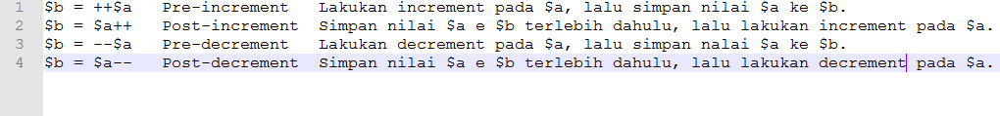 1 $b = ++$a Pre-increment Lakukan increment pada $a, lalu simpan nilai $a ke $b.
2 $b = $a++ Post-increment Simpan nilai $a e $b terlebih dahulu, lalu lakukan increment pada $a.
3 $b = --$a Pre-decrement Lakukan decrement pada $a, lalu simpan nalai $a ke $b.
4 $b = $a-- Post-decrement Simpan nilai $a e $b terlebih dahulu, lalu lakukan decrement pada $a.